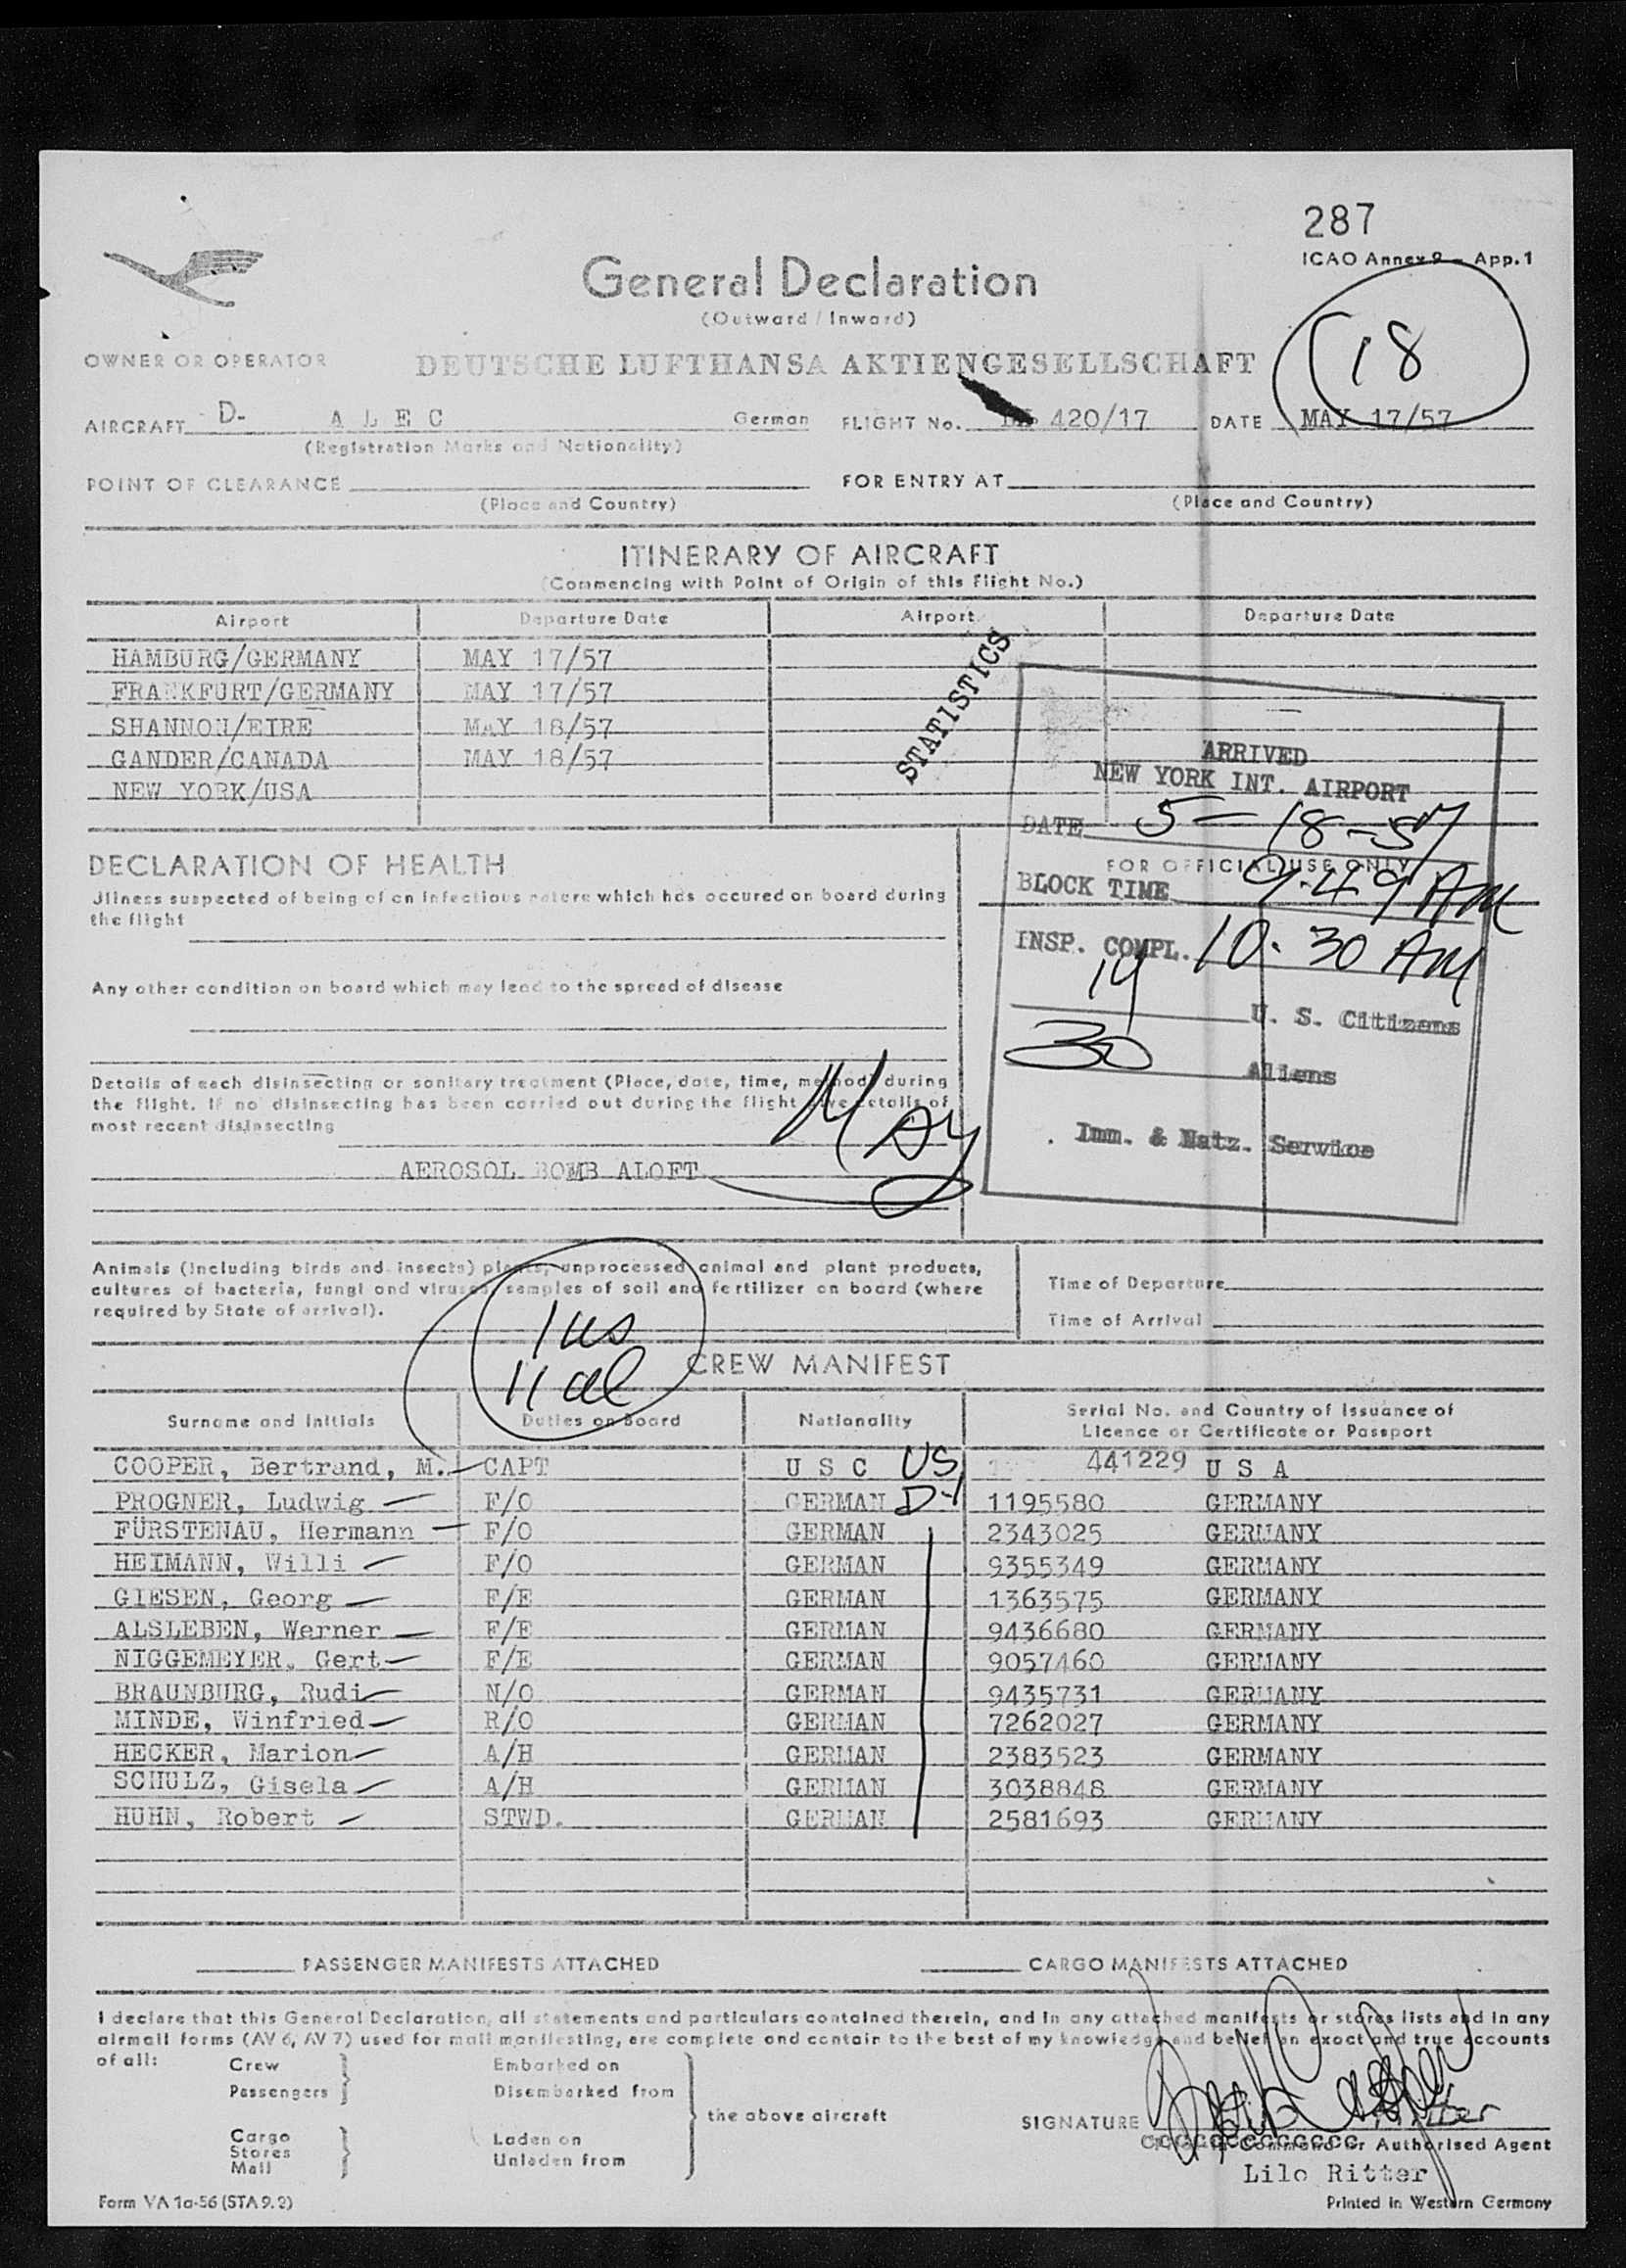 287
ICAO Annex 9 - App. 1
General Declaration
(Outward / Inward)
18
OWNER OR OPERATOR DEUTSCHE LUFTHANSA AKTIENGESELLSCHAFT
AIRCRAFT D- A L E C German FLIGHT No. 420/17 DATE MAY 17/57
(Registration Marks and Nationality)
POINT OF CLEARANCE FOR ENTRY AT
(Place and Country) (Place and Country)
ITINERARY OF AIRCRAFT
(Commencing with Point of Origin of this Flight No.)
Airport Departure Date Airport Departure Date
HAMBURG/GERMANY MAY 17/57
FRANKFURT/GERMANY MAY 17/57
SHANNON/EIRE MAY 18/57
GANDER/CANADA MAY 18/57
NEW YORK/USA
STATISTICS
ARRIVED
NEW YORK INT. AIRPORT
DATE 5-18-57
FOR OFFICIAL USE ONLY
BLOCK TIME 9.49 AM
INSP. COMPL. 10.30 AM
14 U. S. Citizens
30 Aliens
Imm. & Natz. Service
DECLARATION OF HEALTH
Jllness suspected of being of an infectious nature which has occured on board during
the flight
Any other condition on board which may lead to the spread of disease
Details of each disinsecting or sanitary treatment (Place, date, time, method) during
the flight. If no disinsecting has been carried out during the flight give details of
most recent disinsecting
AEROSOL BOMB ALOFT
May
Animals (Including birds and insects) plants, unprocessed animal and plant products,
cultures of bacteria, fungi and viruses, samples of soil and fertilizer on board (where
required by State of arrival).
Time of Departure
Time of Arrival
1 us
11 al
CREW MANIFEST
Surname and Initials Duties on Board Nationality Serial No. and Country of Issuance of
Licence or Certificate or Passport
COOPER, Bertrand, M. CAPT U S C US 441229 U S A
PROGNER, Ludwig F/O GERMAN D-1 1195580 GERMANY
FÜRSTENAU, Hermann F/O GERMAN 2343025 GERMANY
HEIMANN, Willi F/O GERMAN 9355349 GERMANY
GIESEN, Georg F/E GERMAN 1363575 GERMANY
ALSLEBEN, Werner F/E GERMAN 9436680 GERMANY
NIGGEMEYER, Gert F/E GERMAN 9057460 GERMANY
BRAUNBURG, Rudi N/O GERMAN 9435731 GERMANY
MINDE, Winfried R/O GERMAN 7262027 GERMANY
HECKER, Marion A/H GERMAN 2383523 GERMANY
SCHULZ, Gisela A/H GERMAN 3038848 GERMANY
HUHN, Robert STWD. GERMAN 2581693 GERMANY
PASSENGER MANIFESTS ATTACHED CARGO MANIFESTS ATTACHED
I declare that this General Declaration, all statements and particulars contained therein, and in any attached manifests or stores lists and in any
airmail forms (AV 6, AV 7) used for mail manifesting, are complete and contain to the best of my knowledge and belief an exact and true accounts
of all: Crew Embarked on
Passengers Disembarked from
the above aircraft
Cargo Laden on
Stores
Mail Unladen from
SIGNATURE
Command or Authorised Agent
Lilo Ritter
Form VA 1a-56 (STA 9.2) Printed in Western Germany